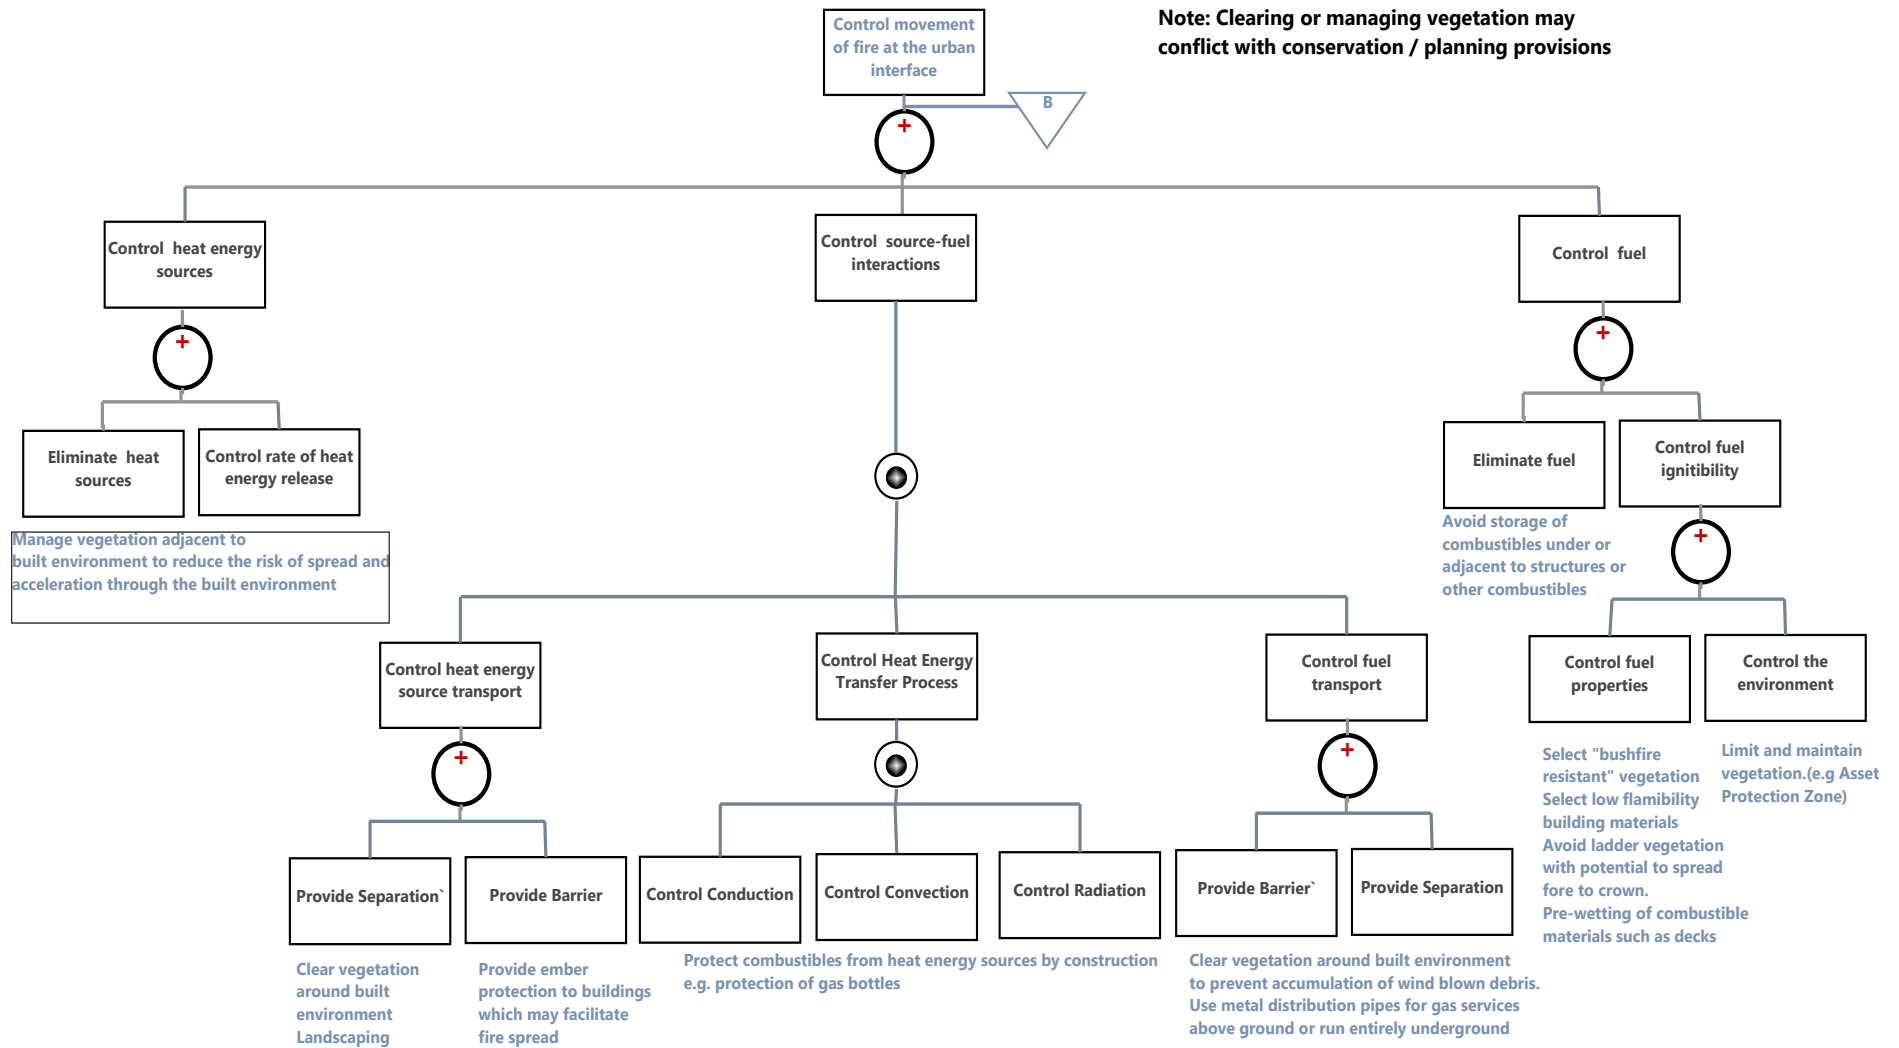 Control movement
of fire at the urban
interface
Note: Clearing or managing vegetation may
conflict with conservation / planning provisions
B
+
Control  heat energy
sources
Control  source-fuel
interactions
Control  fuel
+
+
Eliminate  heat
sources
Control rate of heat
energy release
Eliminate fuel
Control fuel
ignitibility
Manage vegetation adjacent to
built environment to reduce the risk of spread and
acceleration through the built environment
Avoid storage of
combustibles under or
adjacent to structures or
other combustibles
+
Control heat energy
source transport
Control Heat Energy
Transfer Process
Control fuel
transport
Control fuel
properties
Control the
environment
+
+
Select "bushfire
resistant" vegetation
Select low flamibility
building materials
Avoid ladder vegetation
with potential to spread
fore to crown.
Pre-wetting of combustible
materials such as decks
Limit and maintain
vegetation.(e.g Asset
Protection Zone)
Provide Separation`
Provide Barrier
Control Conduction
Control Convection
Control Radiation
Provide Barrier`
Provide Separation
Clear vegetation
around built
environment
Landscaping
Provide ember
protection to buildings
which may facilitate
fire spread
Protect combustibles from heat energy sources by construction
e.g. protection of gas bottles
Clear vegetation around built environment
to prevent accumulation of wind blown debris.
Use metal distribution pipes for gas services
above ground or run entirely underground